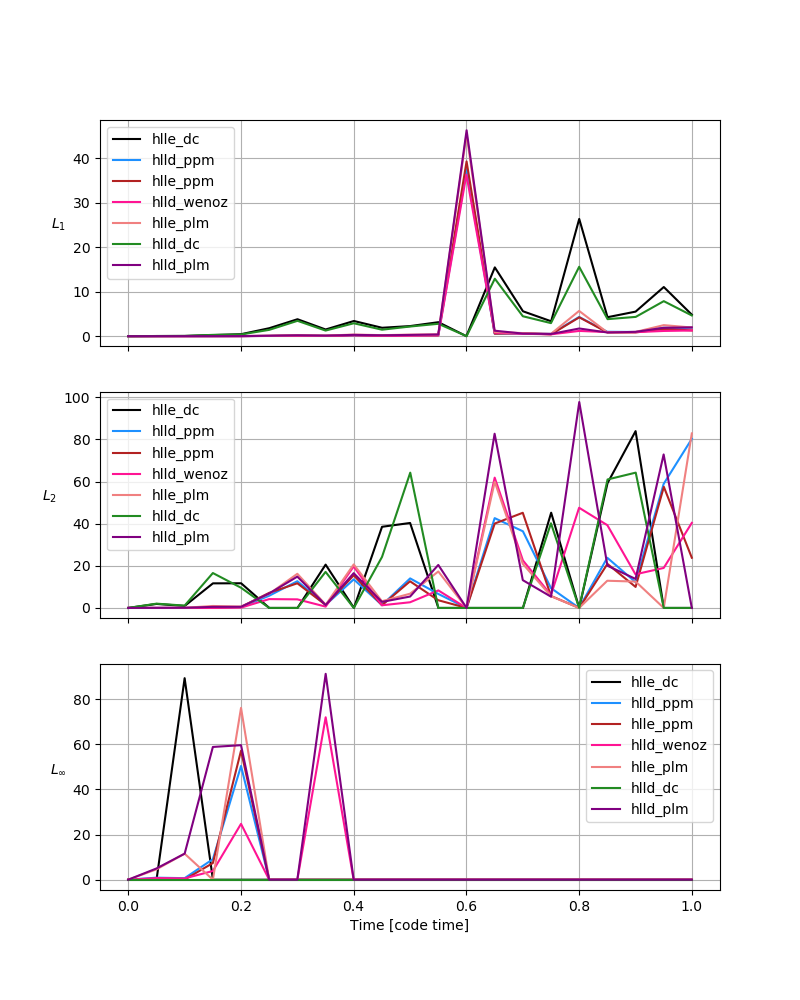 40
30
20
10
0
L₁
hlle_dc
hlld_ppm
hlle_ppm
hlld_wenoz
hlle_plm
hlld_dc
hlld_plm
100
80
60
40
20
0
L₂
hlle_dc
hlld_ppm
hlle_ppm
hlld_wenoz
hlle_plm
hlld_dc
hlld_plm
80
60
40
20
0
L∞
hlle_dc
hlld_ppm
hlle_ppm
hlld_wenoz
hlle_plm
hlld_dc
hlld_plm
0.0 0.2 0.4 0.6 0.8 1.0
Time [code time]